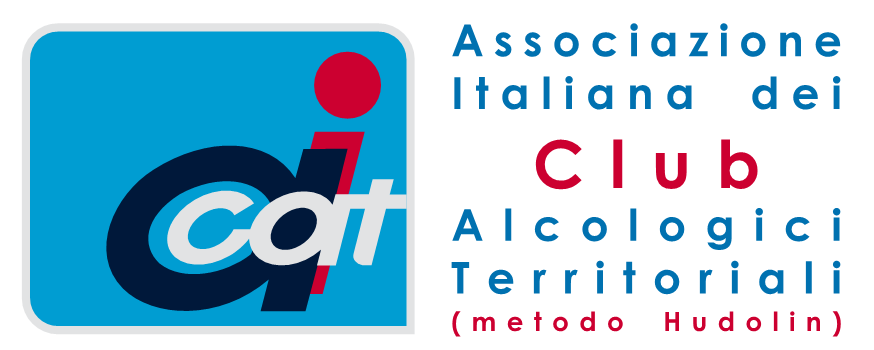 aicat
Associazione
Italiana dei
Club
Alcologici
Territoriali
(metodo Hudolin)